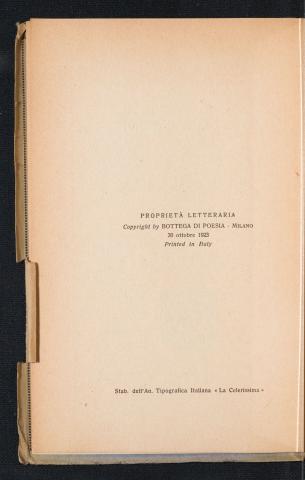 PROPRIETÀ LETTERARIA
Copyright by BOTTEGA DI POESIA - MILANO
30 ottobre 1923
Printed in Italy
Stab. dell'An. Tipografica Italiana « La Celerissima »